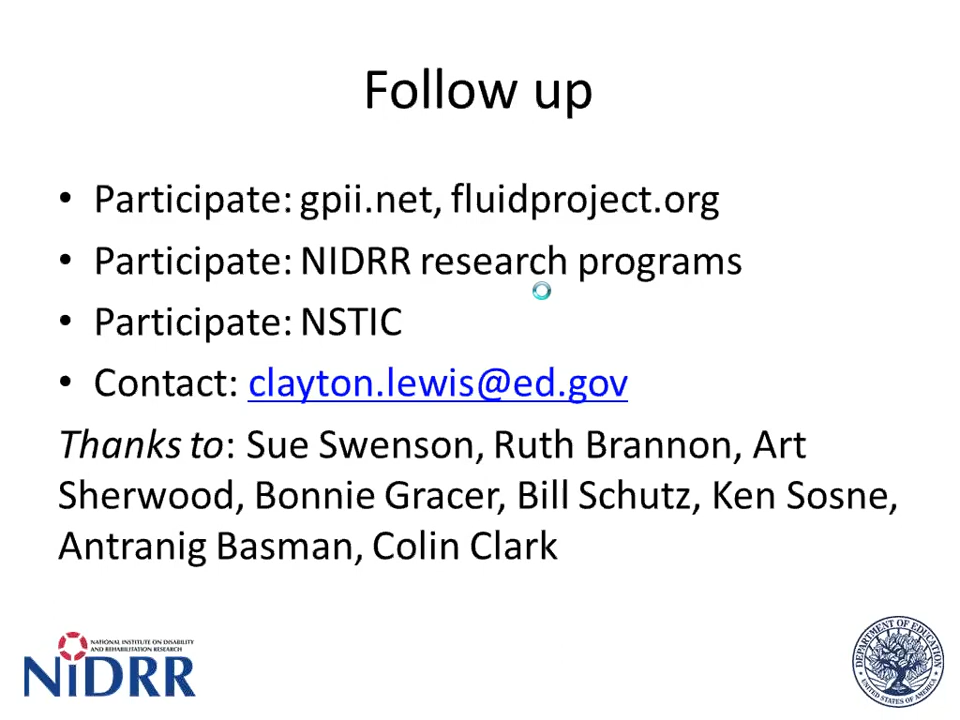 Follow up
• Participate: gpii.net, fluidproject.org
• Participate: NIDRR research programs
• Participate: NSTIC
• Contact: clayton.lewis@ed.gov
Thanks to: Sue Swenson, Ruth Brannon, Art
Sherwood, Bonnie Gracer, Bill Schutz, Ken Sosne,
Antranig Basman, Colin Clark
NATIONAL INSTITUTE ON DISABILITY
AND REHABILITATION RESEARCH
NiDRR
DEPARTMENT OF EDUCATION
UNITED STATES OF AMERICA